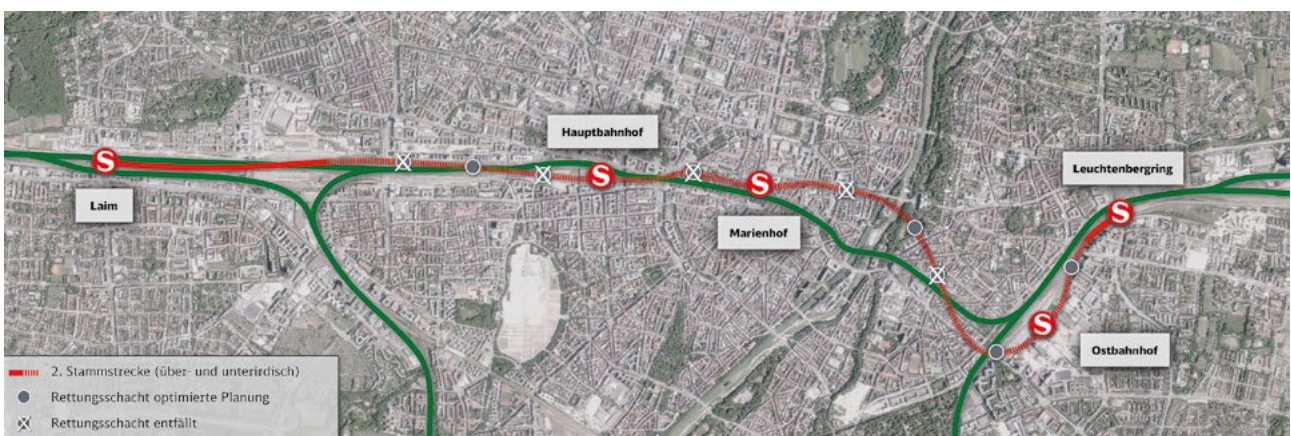 Hauptbahnhof
Leuchtenbergring
S
S
S
S
S
Laim
Marienhof
Ostbahnhof
2. Stammstrecke (über- und unterirdisch)
Rettungsschacht optimierte Planung
Rettungsschacht entfällt